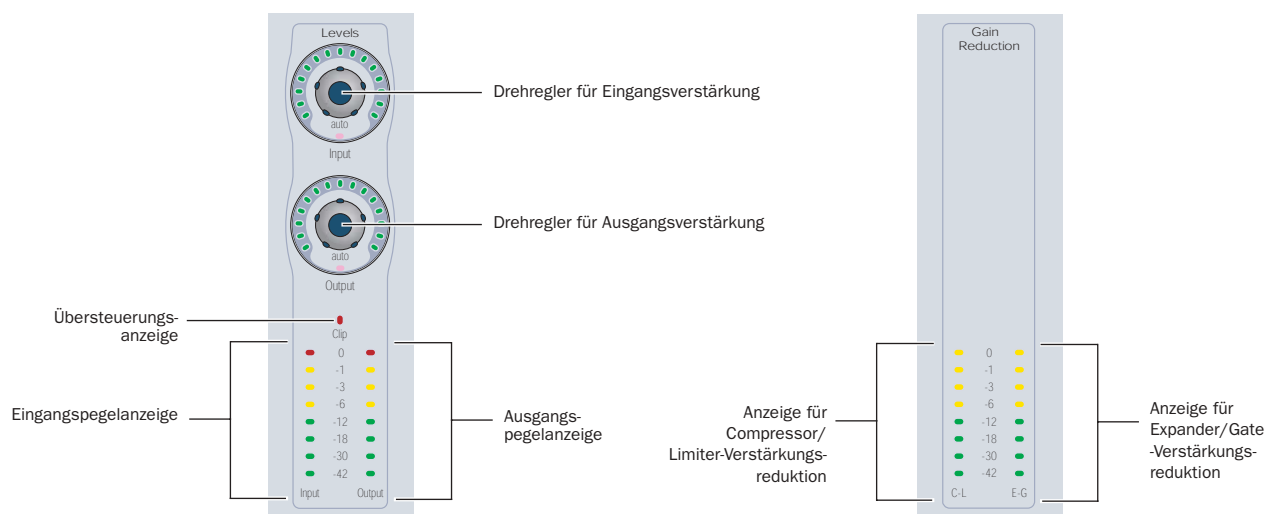 Levels
auto
Input
auto
Output
Clip
0
-1
-3
-6
-12
-18
-30
-42
Input Output
Drehregler für Eingangsverstärkung
Drehregler für Ausgangsverstärkung
Übersteuerungs-
anzeige
Eingangspegelanzeige
Ausgangs-
pegelanzeige
Gain
Reduction
0
-1
-3
-6
-12
-18
-30
-42
C-L E-G
Anzeige für
Compressor/
Limiter-Verstärkungs-
reduktion
Anzeige für
Expander/Gate
-Verstärkungs-
reduktion